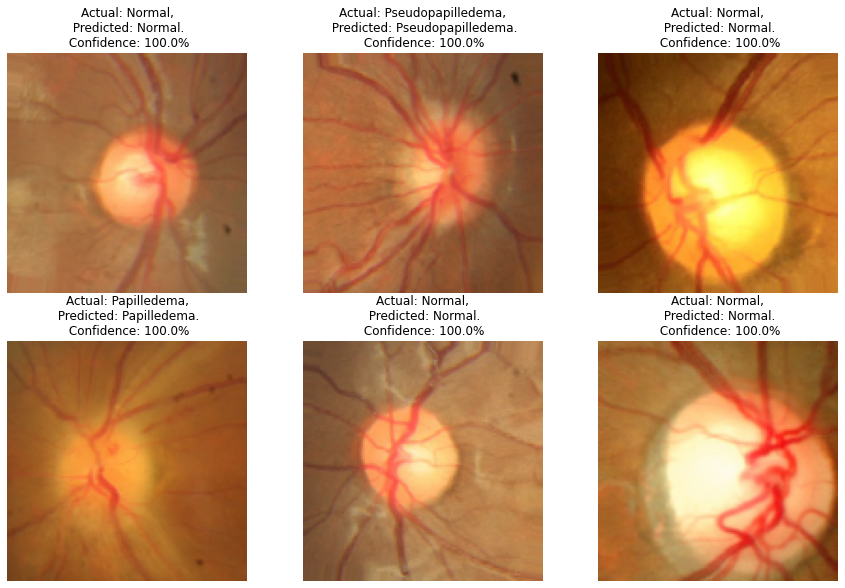 Actual: Normal,
Predicted: Normal.
Confidence: 100.0%
Actual: Pseudopapilledema,
Predicted: Pseudopapilledema.
Confidence: 100.0%
Actual: Normal,
Predicted: Normal.
Confidence: 100.0%
Actual: Papilledema,
Predicted: Papilledema.
Confidence: 100.0%
Actual: Normal,
Predicted: Normal.
Confidence: 100.0%
Actual: Normal,
Predicted: Normal.
Confidence: 100.0%